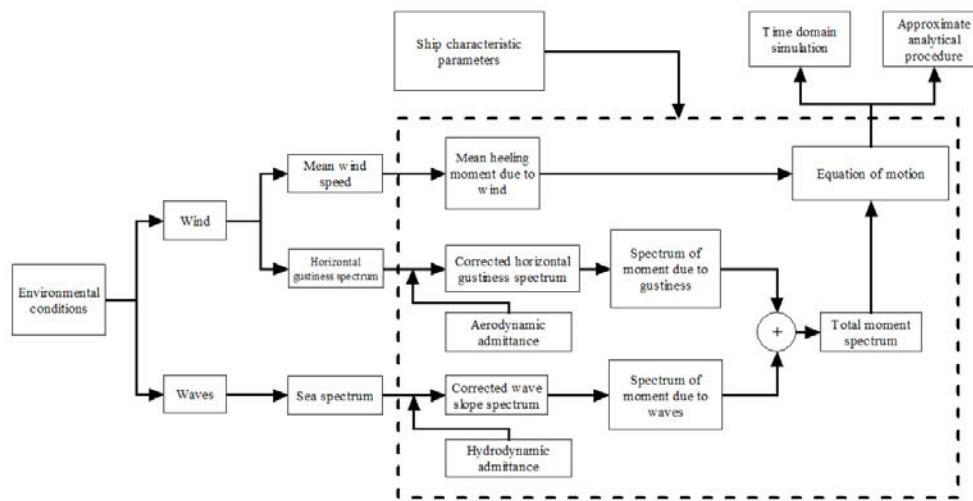 Ship characteristic
parameters
Time domain
simulation
Approximate
analytical
procedure
Mean wind
speed
Mean heeling
moment due to
wind
Equation of motion
Wind
Horizontal
gustiness spectrum
Corrected horizontal
gustiness spectrum
Spectrum of
moment due to
gustiness
Environmental
conditions
Aerodynamic
admittance
+
Total moment
spectrum
Waves
Sea spectrum
Corrected wave
slope spectrum
Spectrum of
moment due to
waves
Hydrodynamic
admittance